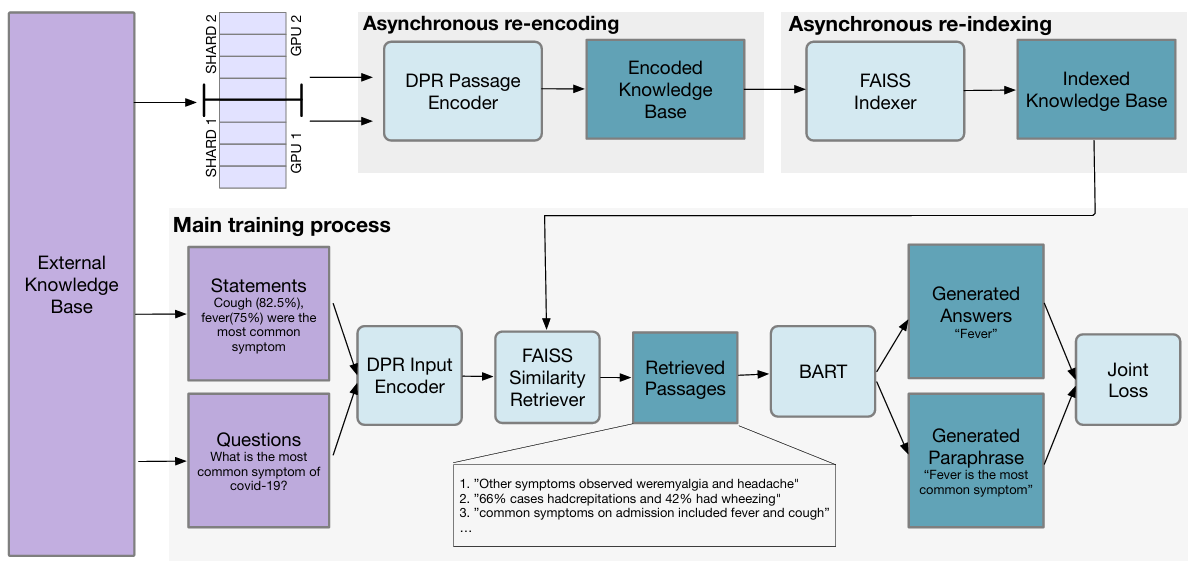 SHARD 2
GPU 2
SHARD 1
GPU 1
Asynchronous re-encoding
DPR Passage
Encoder
Encoded
Knowledge
Base
Asynchronous re-indexing
FAISS
Indexer
Indexed
Knowledge Base
External
Knowledge
Base
Main training process
Statements
Cough (82.5%),
fever(75%) were the
most common
symptom
Questions
What is the most
common symptom of
covid-19?
DPR Input
Encoder
FAISS
Similarity
Retriever
Retrieved
Passages
BART
Generated
Answers
“Fever”
Generated
Paraphrase
“Fever is the most
common symptom”
Joint
Loss
1. ”Other symptoms observed weremyalgia and headache"
2. ”66% cases hadcrepitations and 42% had wheezing"
3. ”common symptoms on admission included fever and cough”
...